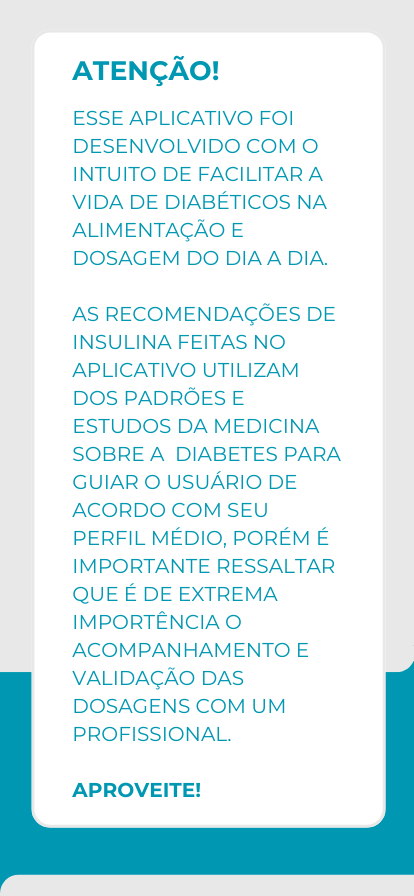 ATENÇÃO!
ESSE APLICATIVO FOI
DESENVOLVIDO COM O
INTUITO DE FACILITAR A
VIDA DE DIABÉTICOS NA
ALIMENTAÇÃO E
DOSAGEM DO DIA A DIA.
AS RECOMENDAÇÕES DE
INSULINA FEITAS NO
APLICATIVO UTILIZAM
DOS PADRÕES E
ESTUDOS DA MEDICINA
SOBRE A  DIABETES PARA
GUIAR O USUÁRIO DE
ACORDO COM SEU
PERFIL MÉDIO, PORÉM É
IMPORTANTE RESSALTAR
QUE É DE EXTREMA
IMPORTÊNCIA O
ACOMPANHAMENTO E
VALIDAÇÃO DAS
DOSAGENS COM UM
PROFISSIONAL.
APROVEITE!